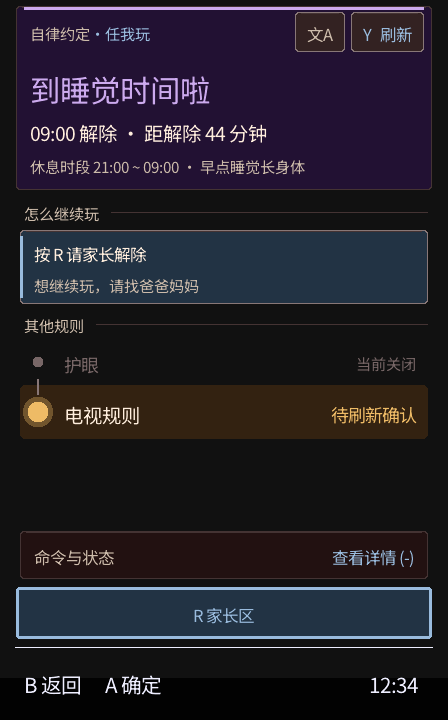 自律约定·任我玩
文A
Y 刷新
到睡觉时间啦
09:00 解除 · 距解除 44 分钟
休息时段 21:00 ~ 09:00 · 早点睡觉长身体
怎么继续玩
按 R 请家长解除
想继续玩，请找爸爸妈妈
其他规则
护眼 当前关闭
电视规则 待刷新确认
命令与状态 查看详情 (-)
R 家长区
B 返回 A 确定 12:34